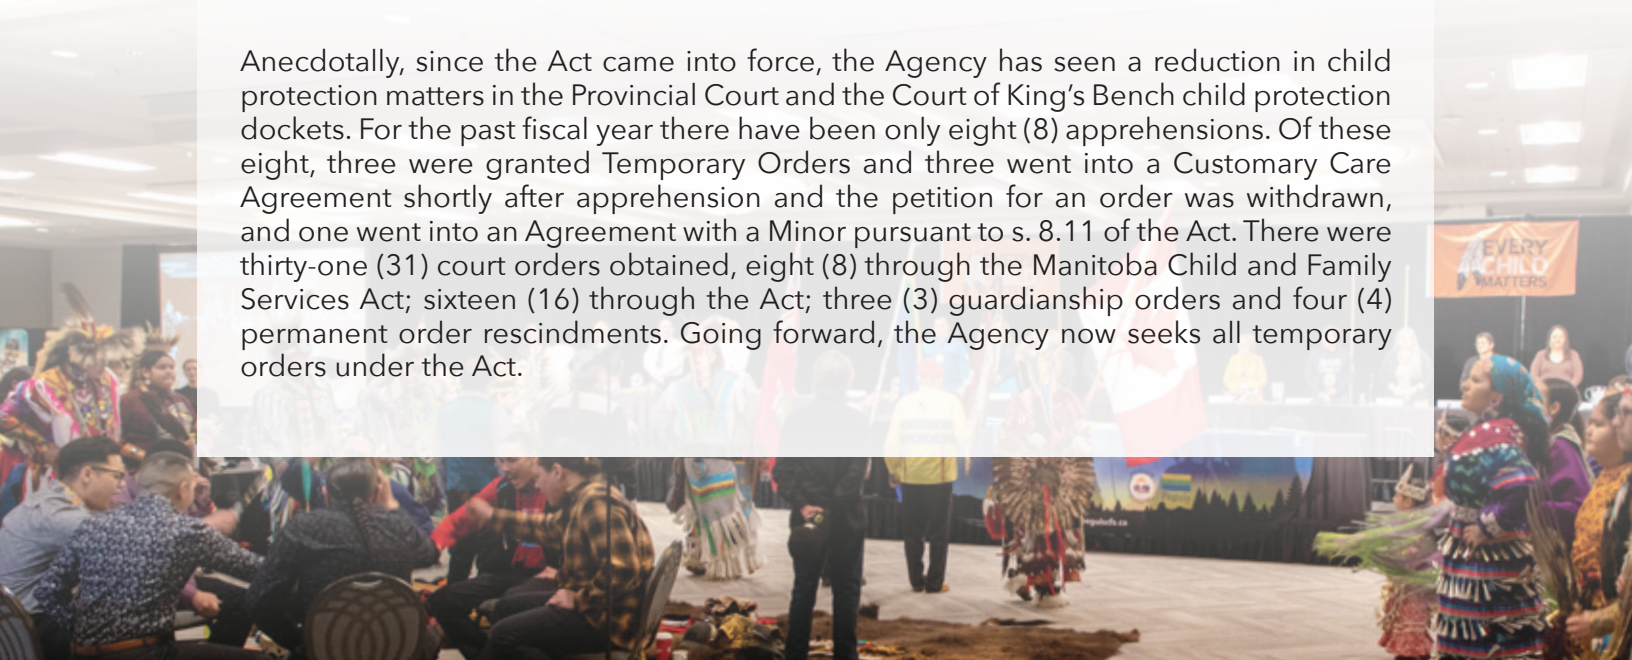 Anecdotally, since the Act came into force, the Agency has seen a reduction in child
protection matters in the Provincial Court and the Court of King’s Bench child protection
dockets. For the past fiscal year there have been only eight (8) apprehensions. Of these
eight, three were granted Temporary Orders and three went into a Customary Care
Agreement shortly after apprehension and the petition for an order was withdrawn,
and one went into an Agreement with a Minor pursuant to s. 8.11 of the Act. There were
thirty-one (31) court orders obtained, eight (8) through the Manitoba Child and Family
Services Act; sixteen (16) through the Act; three (3) guardianship orders and four (4)
permanent order rescindments. Going forward, the Agency now seeks all temporary
orders under the Act.
EVERY
CHILD
MATTERS